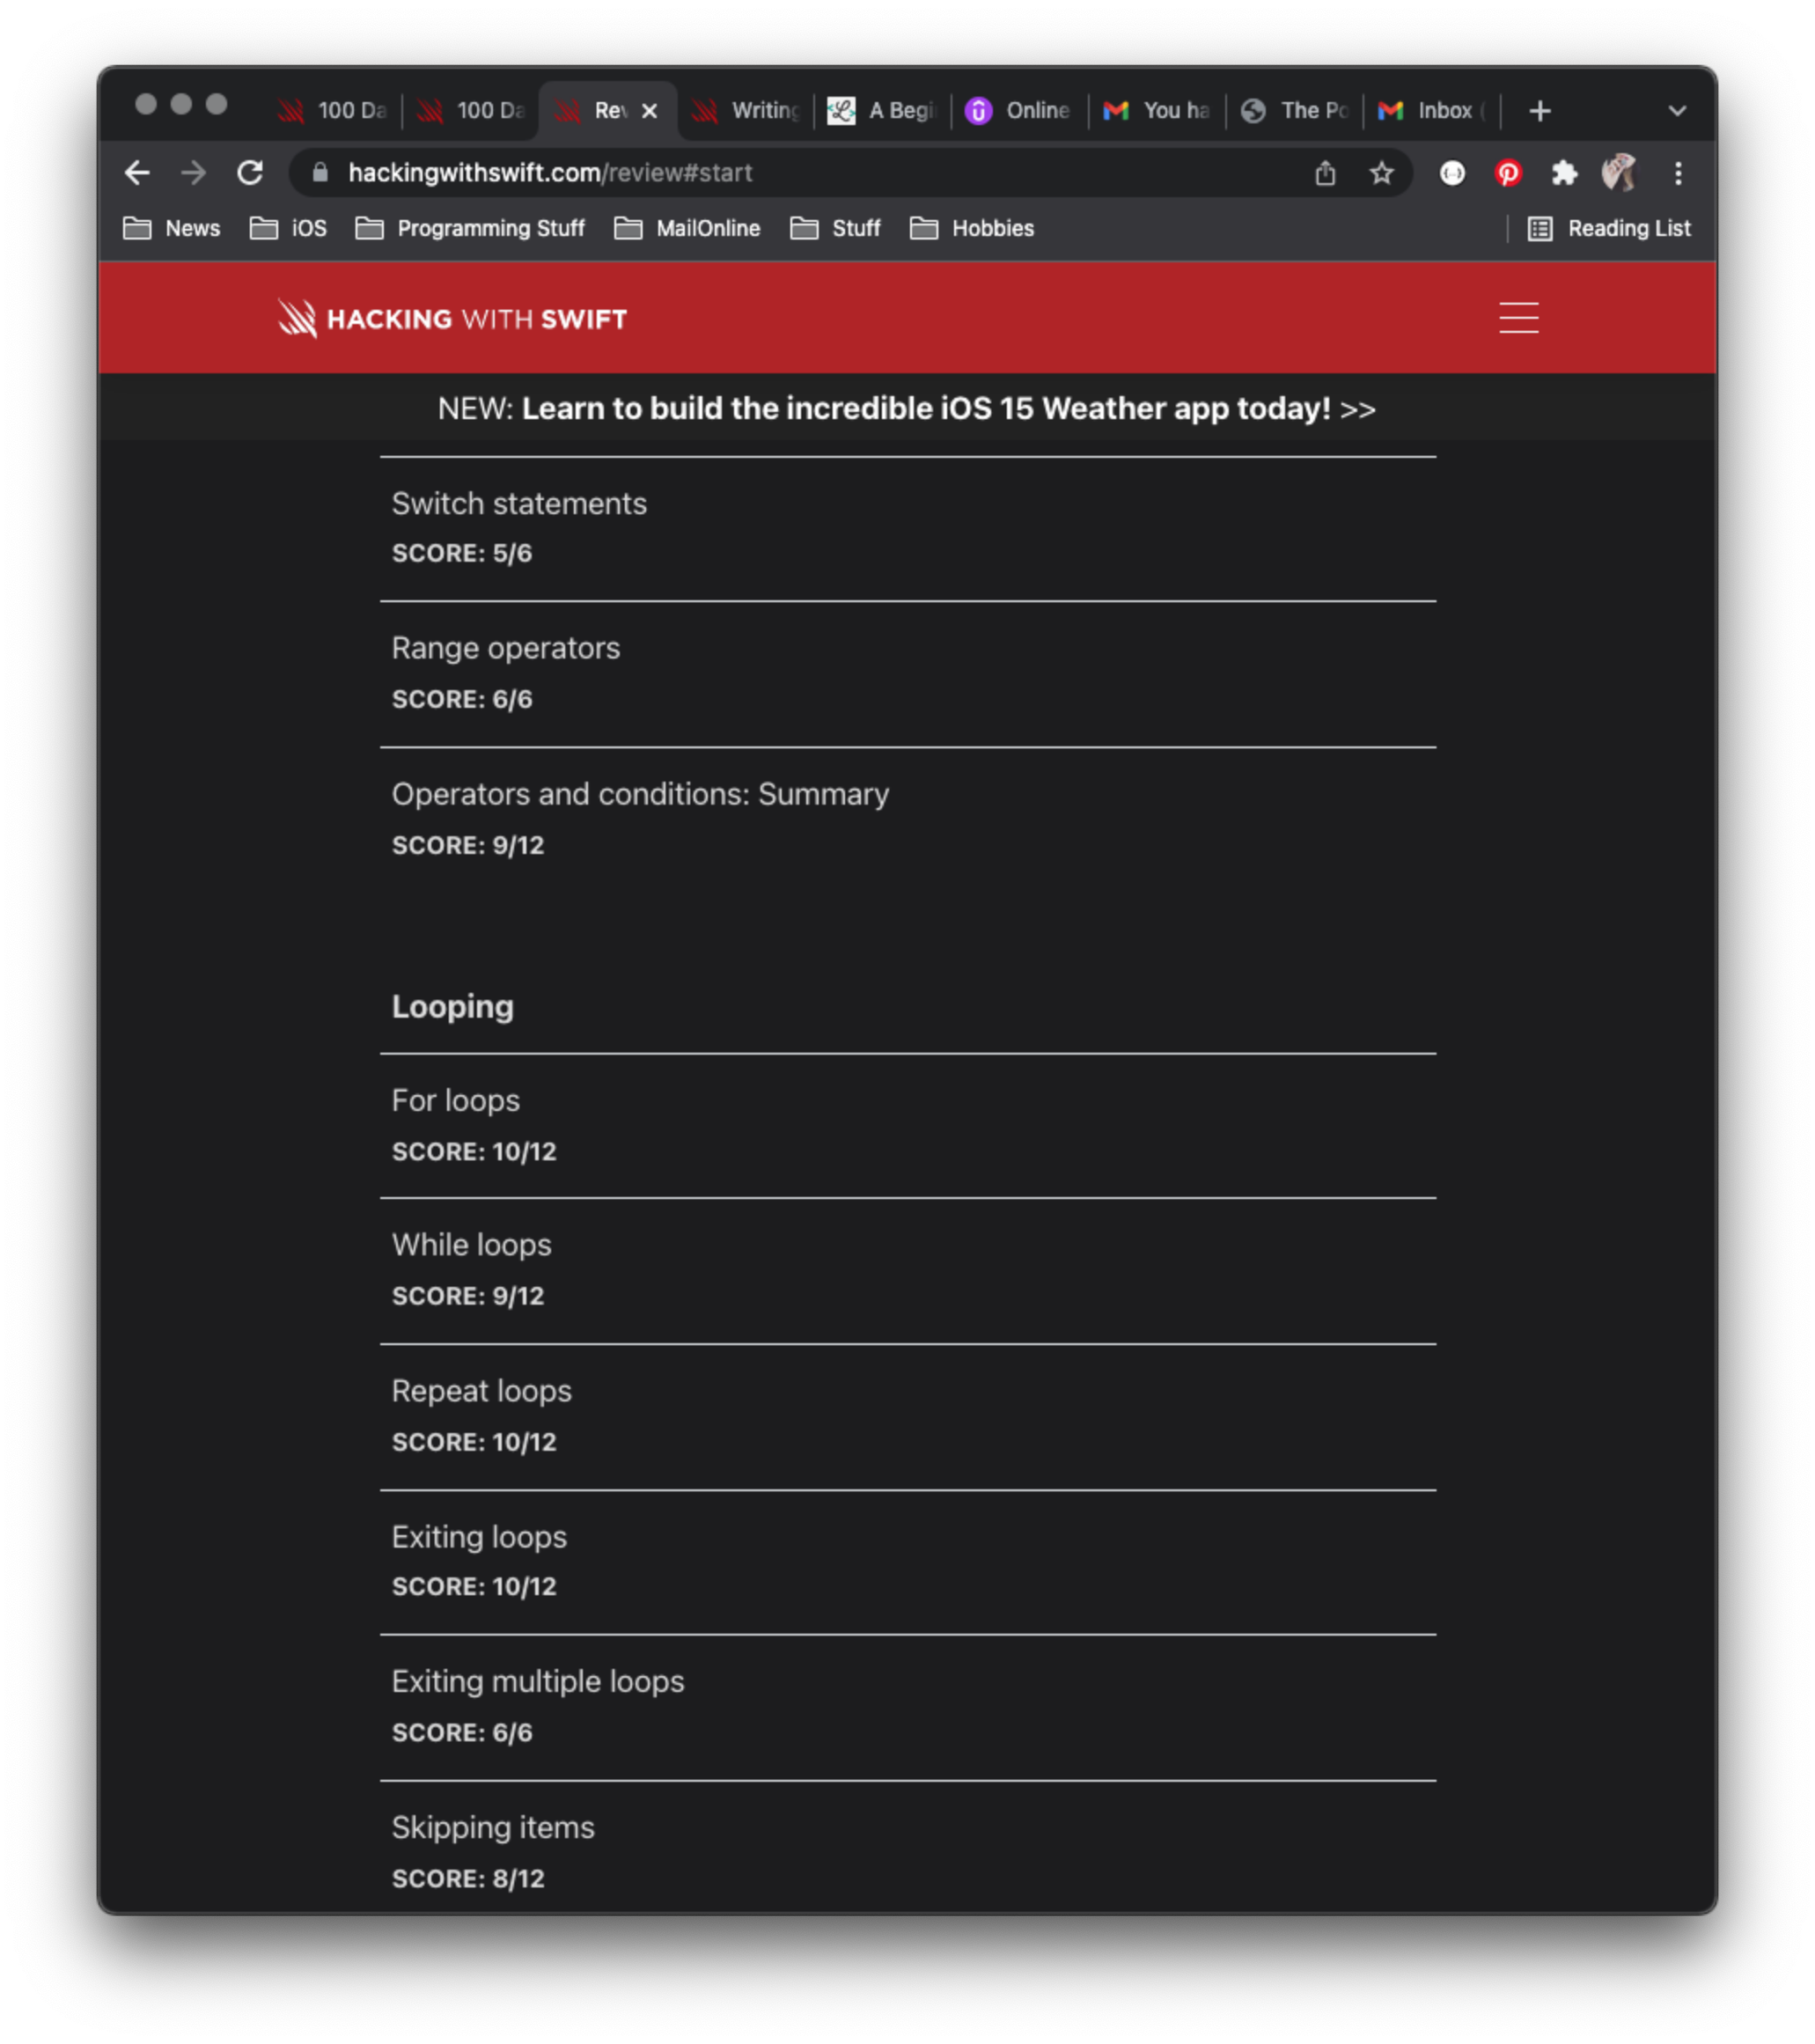 100 Da 100 Da Rev Writing A Begi Online You ha The Po Inbox (
hackingwithswift.com/review#start
News iOS Programming Stuff MailOnline Stuff Hobbies Reading List
HACKING WITH SWIFT
NEW: Learn to build the incredible iOS 15 Weather app today! >>
Switch statements
SCORE: 5/6
Range operators
SCORE: 6/6
Operators and conditions: Summary
SCORE: 9/12
Looping
For loops
SCORE: 10/12
While loops
SCORE: 9/12
Repeat loops
SCORE: 10/12
Exiting loops
SCORE: 10/12
Exiting multiple loops
SCORE: 6/6
Skipping items
SCORE: 8/12